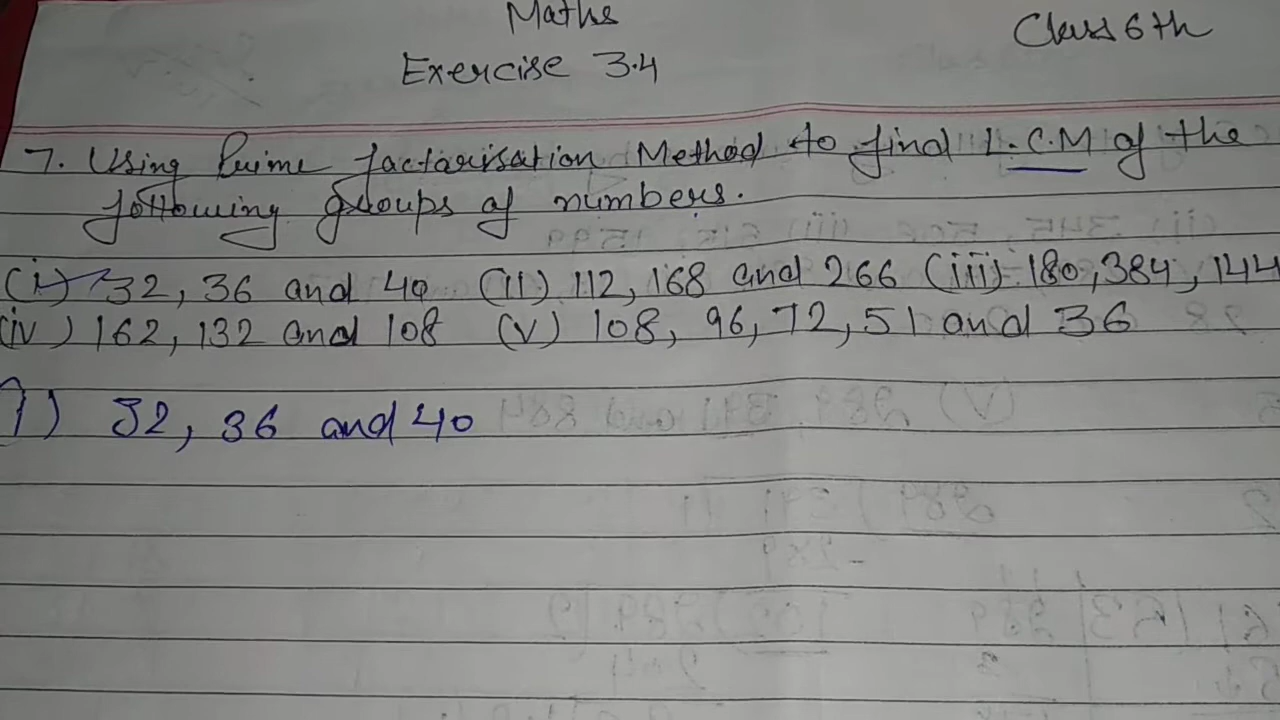 Maths
Class 6th
Exercise 3.4
7. Using Prime factorisation Method to find L.C.M of the
following groups of numbers.
(i) 32, 36 and 40 (ii) 112, 168 and 266 (iii) 180, 384, 144
(iv) 162, 132 and 108 (v) 108, 96, 72, 51 and 36
1) 32, 36 and 40